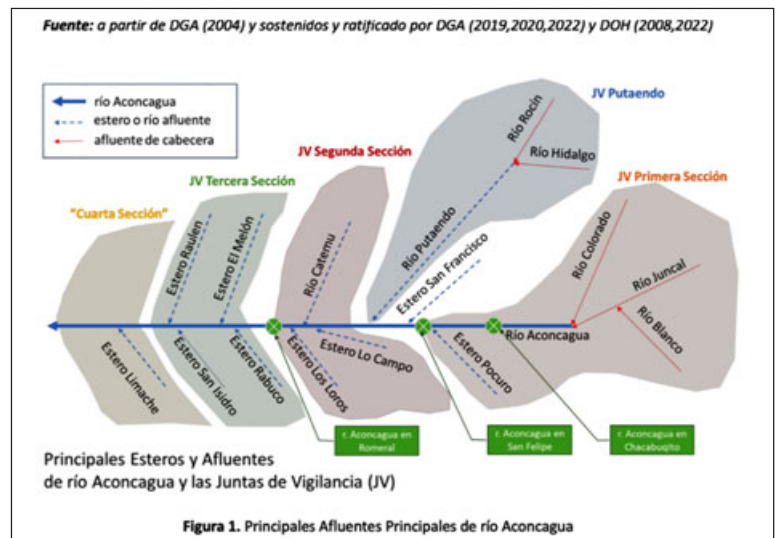 Fuente: a partir de DGA (2004) y sostenidos y ratificado por DGA (2019,2020,2022) y DOH (2008,2022)
río Aconcagua
estero o río afluente
afluente de cabecera
JV Putaendo
JV Segunda Sección
JV Tercera Sección
JV Primera Sección
"Cuarta Sección"
Río Rocín
Río Hidalgo
Río Putaendo
Estero San Francisco
Río Colorado
Río Juncal
Río Blanco
Río Aconcagua
Estero Raulen
Estero El Melón
Río Catemu
Estero Lo Campo
Estero Pocuro
Estero Limache
Estero San Isidro
Estero Rabuco
Estero Los Loros
r. Aconcagua en
Romeral
r. Aconcagua en
San Felipe
r. Aconcagua en
Chacabuqito
Principales Esteros y Afluentes
de río Aconcagua y las Juntas de Vigilancia (JV)
Figura 1. Principales Afluentes Principales de río Aconcagua